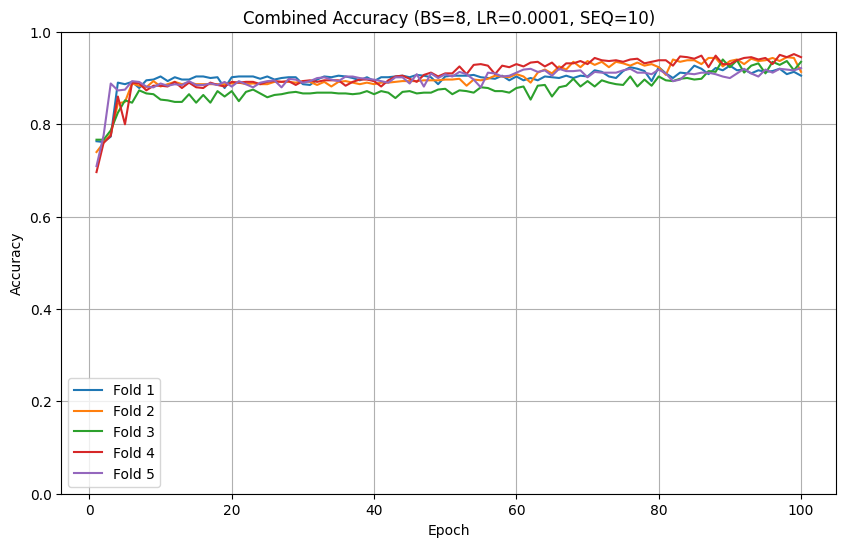 Combined Accuracy (BS=8, LR=0.0001, SEQ=10)
1.0
0.8
0.6
0.4
0.2
0.0
Accuracy
Fold 1
Fold 2
Fold 3
Fold 4
Fold 5
0 20 40 60 80 100
Epoch